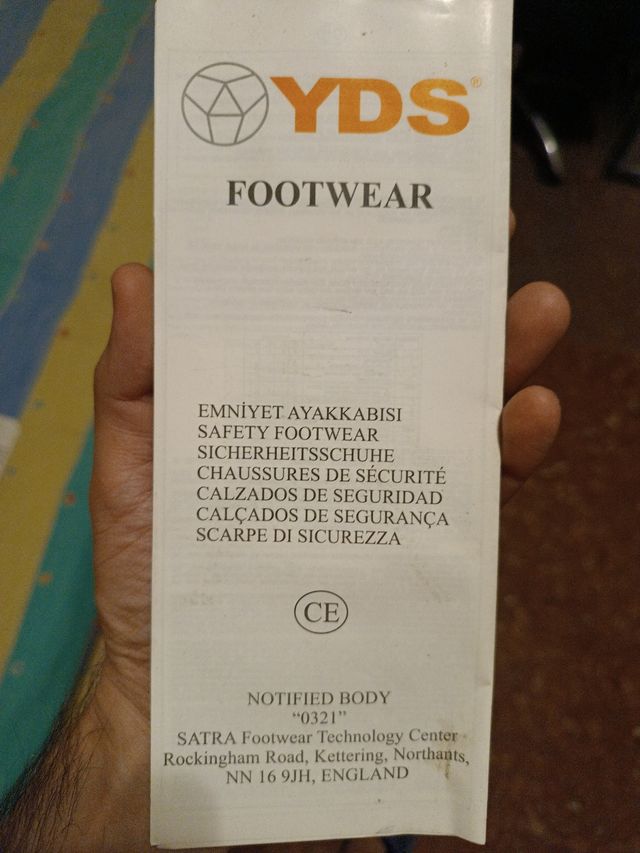 YDS®
FOOTWEAR
EMNİYET AYAKKABISI
SAFETY FOOTWEAR
SICHERHEITSSCHUHE
CHAUSSURES DE SÉCURITÉ
CALZADOS DE SEGURIDAD
CALÇADOS DE SEGURANÇA
SCARPE DI SICUREZZA
CE
NOTIFIED BODY
“0321”
SATRA Footwear Technology Center
Rockingham Road, Kettering, Northants,
NN 16 9JH, ENGLAND